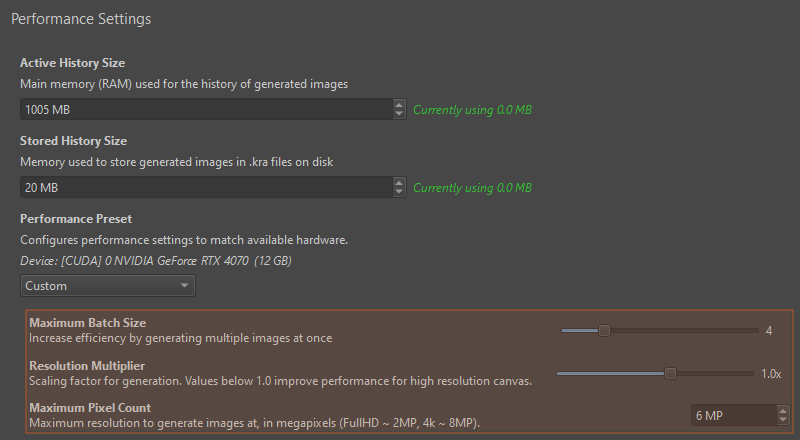 Performance Settings
Active History Size
Main memory (RAM) used for the history of generated images
1005 MB Currently using 0.0 MB
Stored History Size
Memory used to store generated images in .kra files on disk
20 MB Currently using 0.0 MB
Performance Preset
Configures performance settings to match available hardware.
Device: [CUDA] 0 NVIDIA GeForce RTX 4070 (12 GB)
Custom
Maximum Batch Size
Increase efficiency by generating multiple images at once 4
Resolution Multiplier
Scaling factor for generation. Values below 1.0 improve performance for high resolution canvas. 1.0x
Maximum Pixel Count
Maximum resolution to generate images at, in megapixels (FullHD ~ 2MP, 4k ~ 8MP). 6 MP